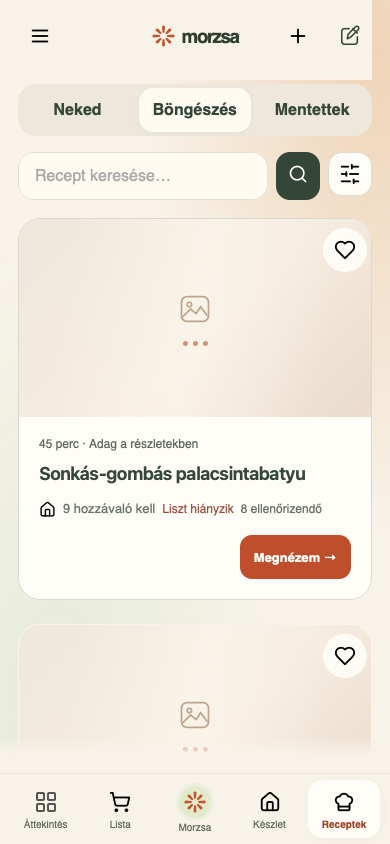 morzsa
Neked Böngészés Mentettek
Recept keresése...
45 perc · Adag a részletekben
Sonkás-gombás palacsintabatyu
9 hozzávaló kell Liszt hiányzik 8 ellenőrizendő
Megnézem →
Áttekintés Lista Morzsa Készlet Receptek